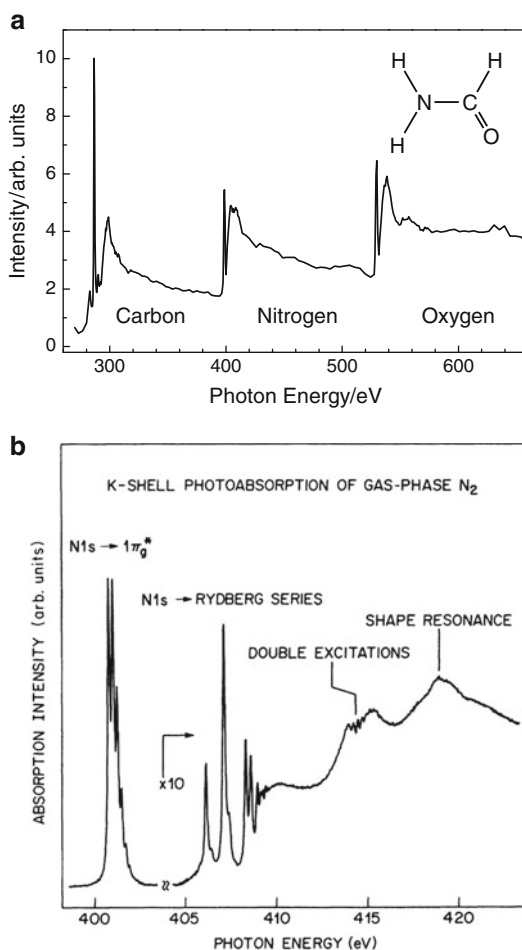 a
Intensity/arb. units
10
8
6
4
2
0
H H
N C
H O
Carbon Nitrogen Oxygen
300 400 500 600
Photon Energy/eV
b
K-SHELL PHOTOABSORPTION OF GAS-PHASE N₂
N1s → 1πg*
N1s → RYDBERG SERIES
SHAPE RESONANCE
DOUBLE EXCITATIONS
x10
ABSORPTION INTENSITY (arb. units)
400 405 410 415 420
PHOTON ENERGY (eV)